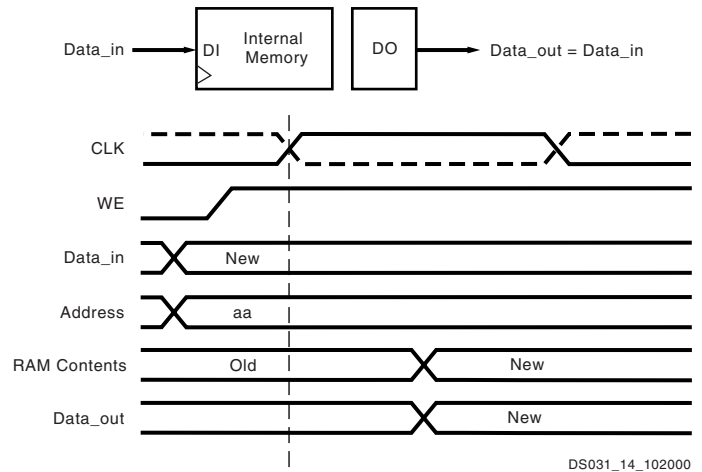 Data_in
DI
Internal
Memory
DO
Data_out = Data_in
CLK
WE
Data_in
New
Address
aa
RAM Contents
Old
New
Data_out
New
DS031_14_102000